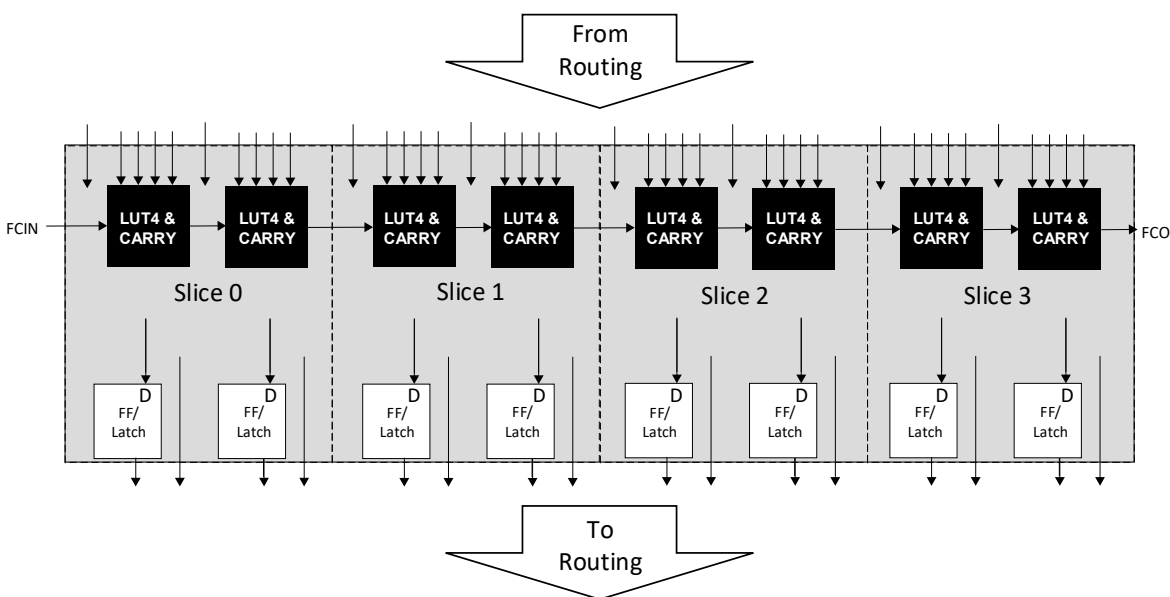 From
Routing
FCIN
LUT4 &
CARRY
LUT4 &
CARRY
LUT4 &
CARRY
LUT4 &
CARRY
LUT4 &
CARRY
LUT4 &
CARRY
LUT4 &
CARRY
LUT4 &
CARRY
FCO
Slice 0
Slice 1
Slice 2
Slice 3
D
FF/
Latch
D
FF/
Latch
D
FF/
Latch
D
FF/
Latch
D
FF/
Latch
D
FF/
Latch
D
FF/
Latch
D
FF/
Latch
To
Routing